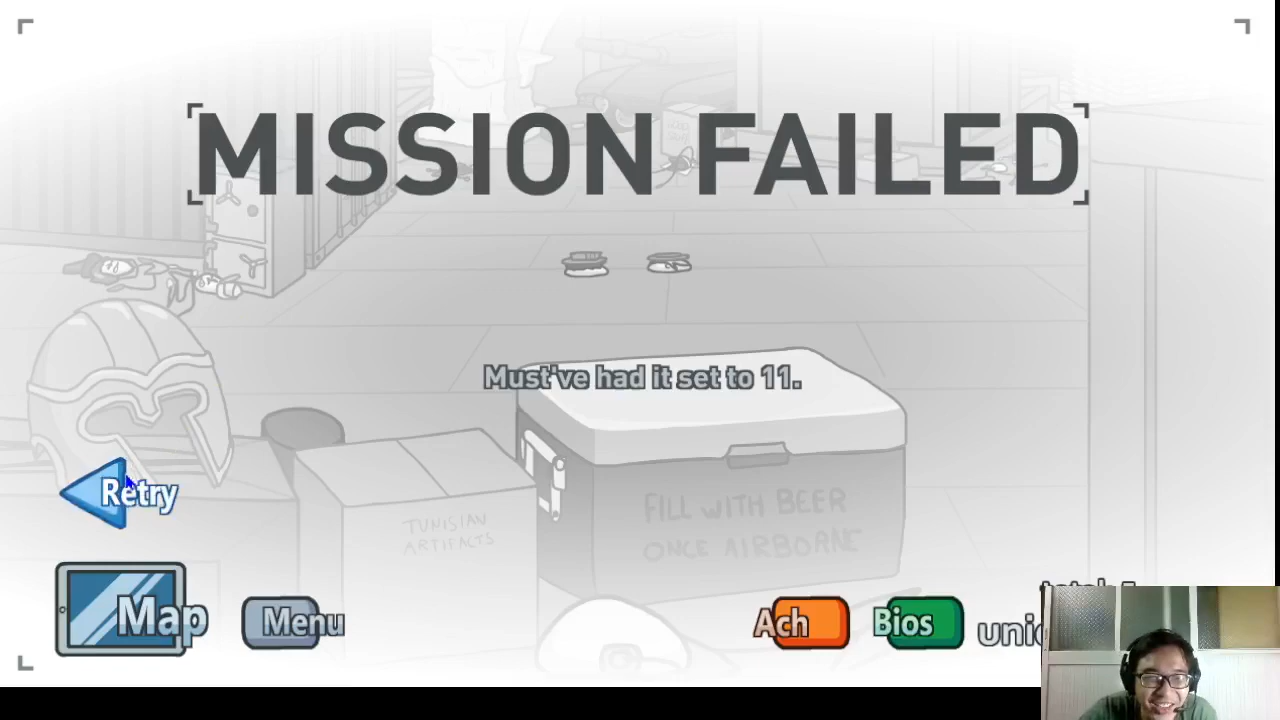 MISSION FAILED
Must've had it set to 11.
Retry
TUNISIAN
ARTIFACTS
FILL WITH BEER
ONCE AIRBORNE
Map
Menu
Ach
Bios